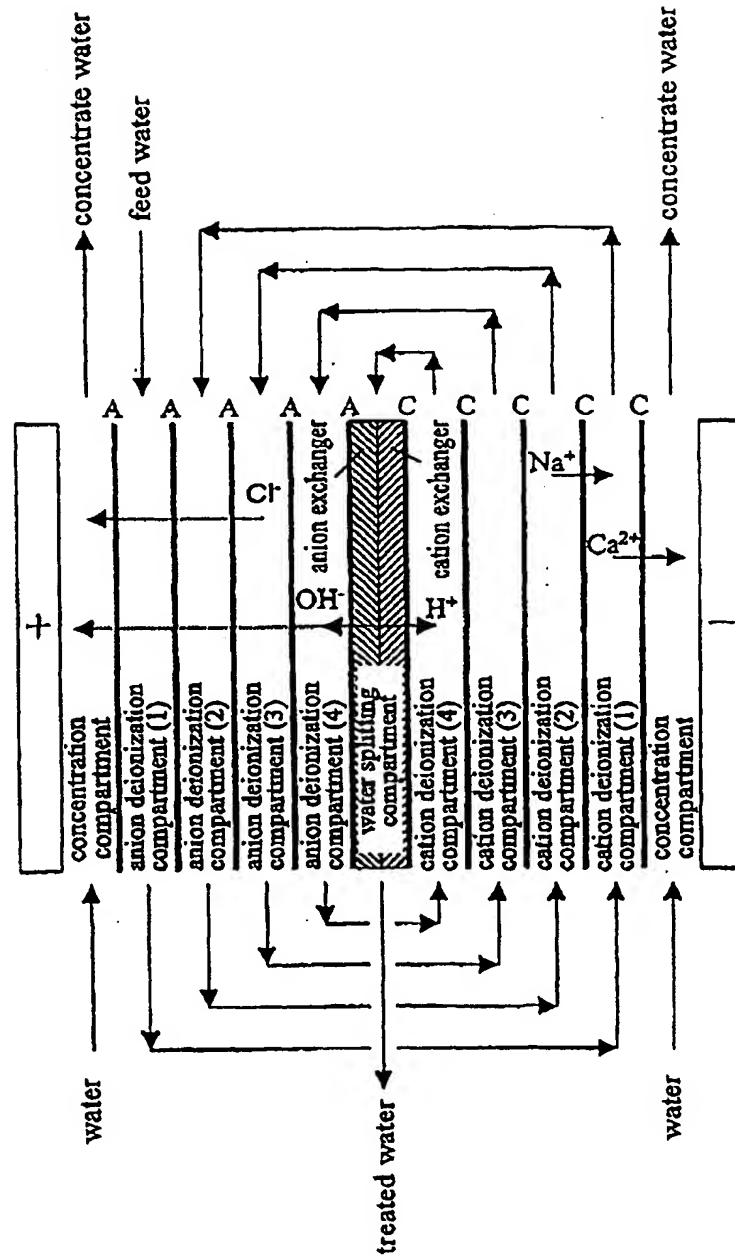 concentrate water
feed water
concentrate water
A
A
A
A
A
C
C
C
C
C
Cl-
anion exchanger
OH-
H+
cation exchanger
Na+
Ca2+
+
−
concentration
compartment
anion deionization
compartment (1)
anion deionization
compartment (2)
anion deionization
compartment (3)
anion deionization
compartment (4)
water splitting
compartment
cation deionization
compartment (4)
cation deionization
compartment (3)
cation deionization
compartment (2)
cation deionization
compartment (1)
concentration
compartment
water
treated water
water